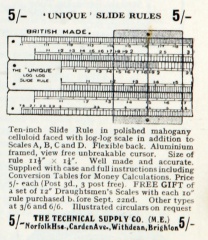 5/- 'UNIQUE' SLIDE RULES 5/-
BRITISH MADE.
THE "UNIQUE"
LOG LOG
SLIDE RULE
Ten-inch Slide Rule in polished mahogany
celluloid faced with log-log scale in addition to
Scales A, B, C and D. Flexible back. Aluminium
framed, view free unbreakable cursor. Size of
rule 11½" × 1¼". Well made and accurate.
Supplied with case and full instructions including
Conversion Tables for Money Calculations. Price
5/- each (Post 3d., 3 post free). FREE GIFT of
a set of 12" Draughtsmen's Scales with each 10"
rule purchased before Sept. 22nd. Other types
at 3/6 and 6/6. Illustrated circulars on request
5/- THE TECHNICAL SUPPLY CO. (M.E.) 5/-
"Norfolk Hse., Carden Ave., Withdean, Brighton